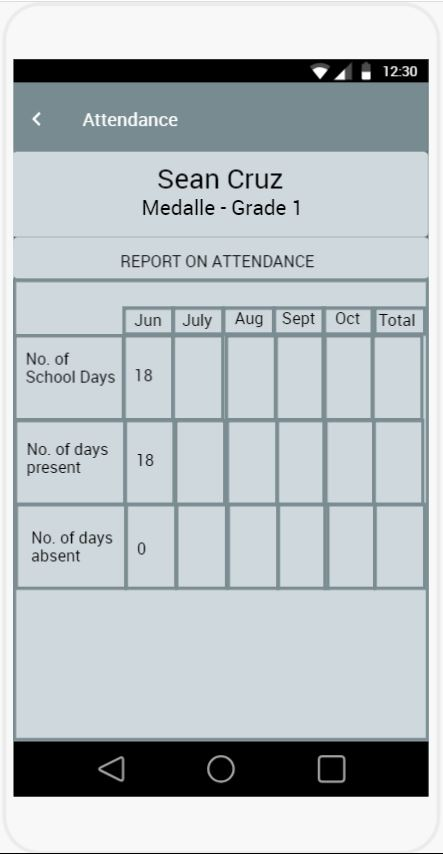 12:30
Attendance
Sean Cruz
Medalle - Grade 1
REPORT ON ATTENDANCE
Jun July Aug Sept Oct Total
No. of
School Days 18
No. of days
present 18
No. of days
absent 0